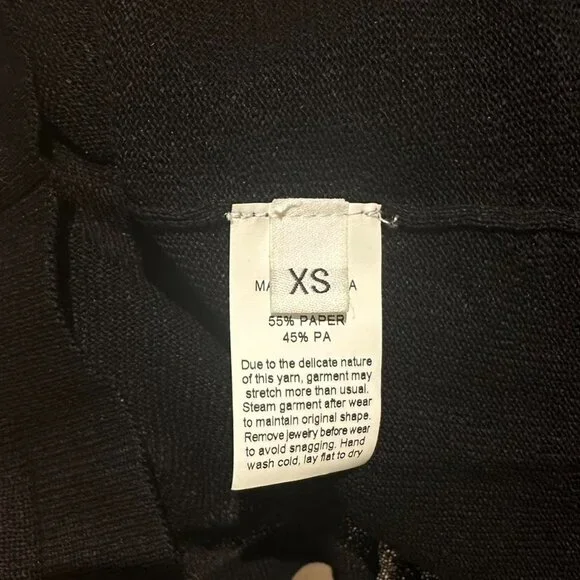 XS
MA A
55% PAPER
45% PA
Due to the delicate nature
of this yarn, garment may
stretch more than usual.
Steam garment after wear
to maintain original shape.
Remove jewelry before wear
to avoid snagging. Hand
wash cold, lay flat to dry